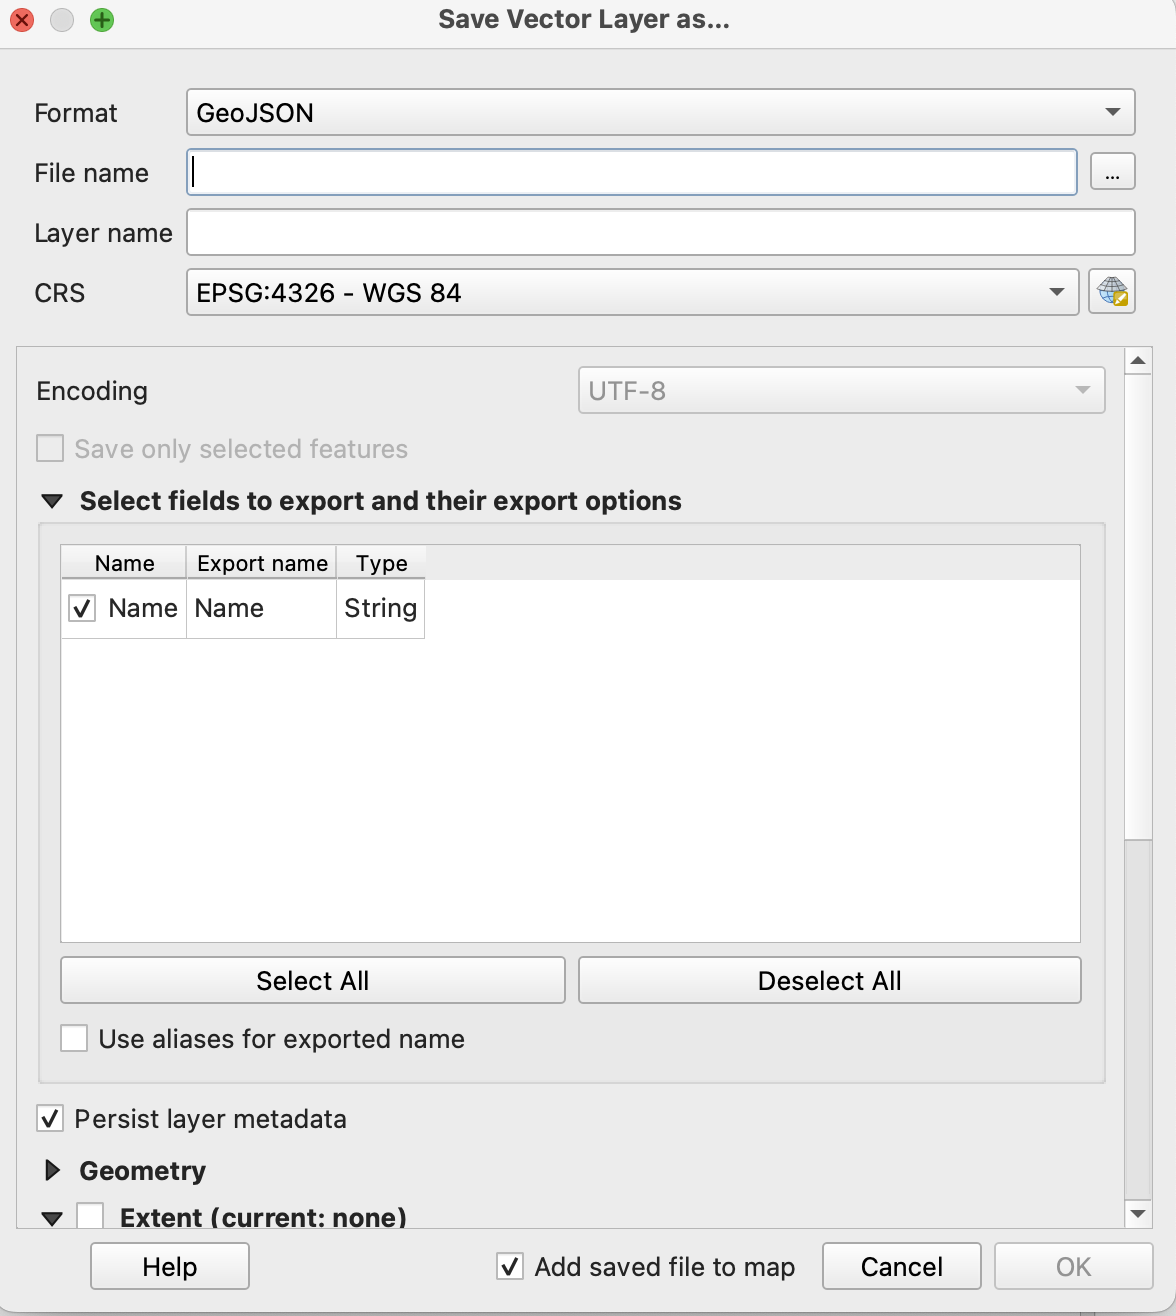 Save Vector Layer as...
Format GeoJSON
File name ...
Layer name
CRS EPSG:4326 - WGS 84
Encoding UTF-8
Save only selected features
Select fields to export and their export options
Name Export name Type
Name Name String
Select All Deselect All
Use aliases for exported name
Persist layer metadata
Geometry
Extent (current: none)
Help Add saved file to map Cancel OK